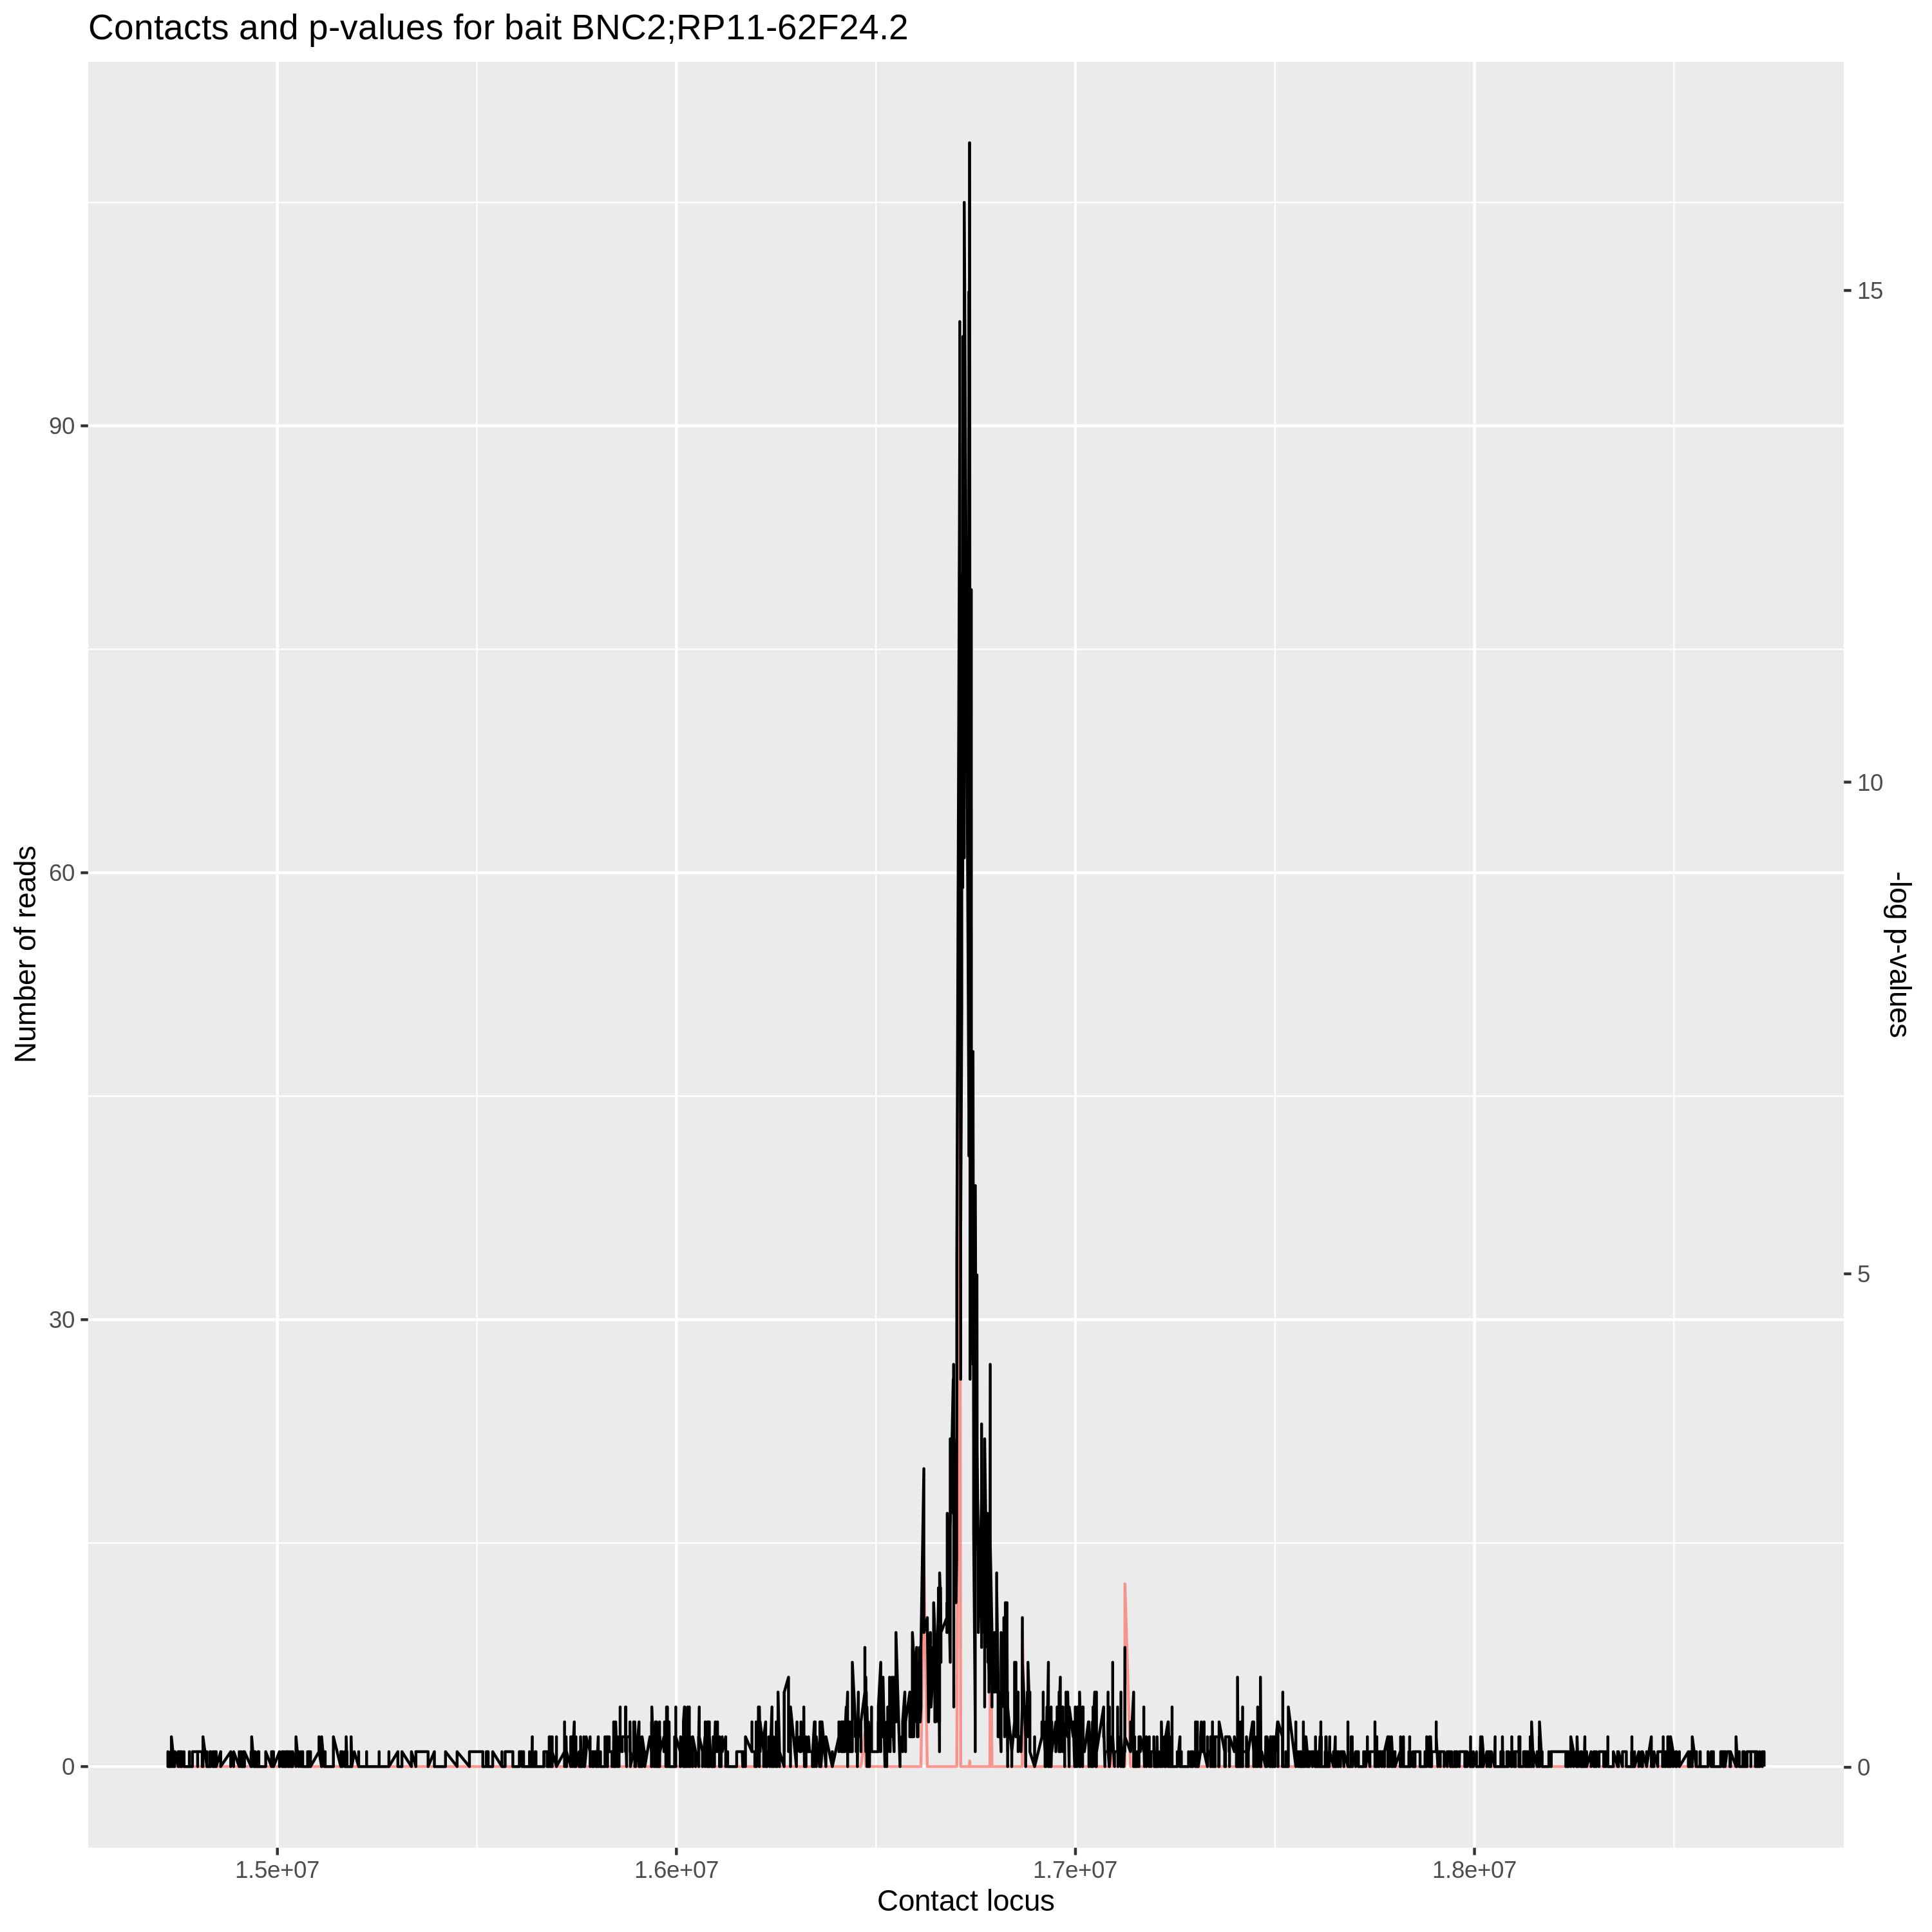 Contacts and p-values for bait BNC2;RP11-62F24.2
90
60
30
0
Number of reads
15
10
5
0
-log p-values
1.5e+07
1.6e+07
1.7e+07
1.8e+07
Contact locus